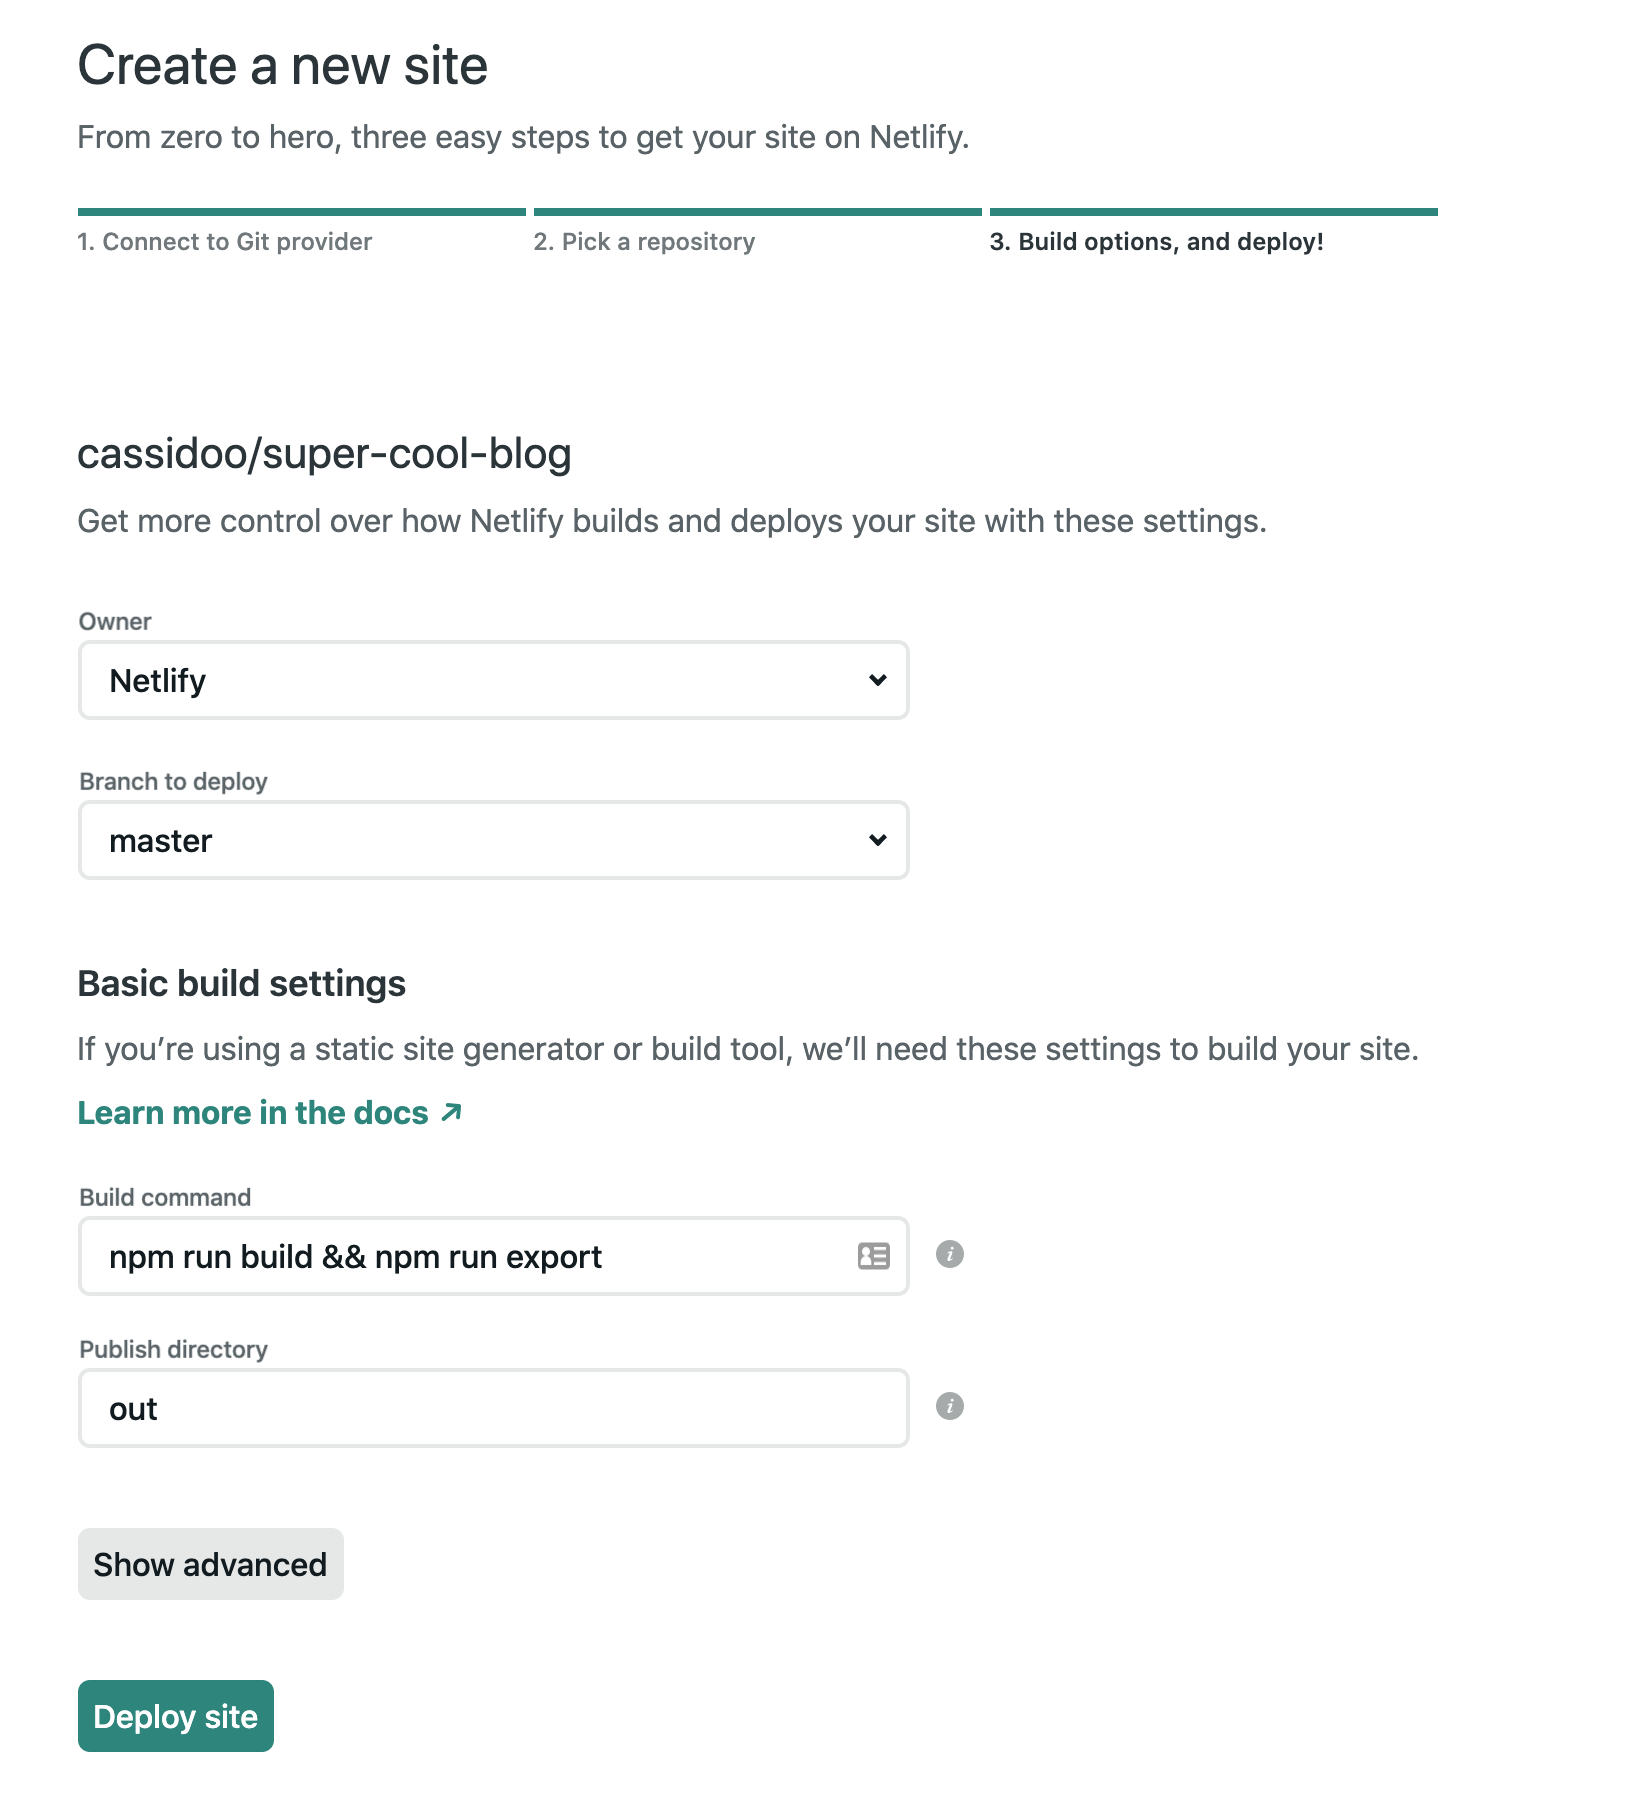 Create a new site
From zero to hero, three easy steps to get your site on Netlify.
1. Connect to Git provider
2. Pick a repository
3. Build options, and deploy!
cassidoo/super-cool-blog
Get more control over how Netlify builds and deploys your site with these settings.
Owner
Netlify
Branch to deploy
master
Basic build settings
If you’re using a static site generator or build tool, we’ll need these settings to build your site.
Learn more in the docs ↗
Build command
npm run build && npm run export
Publish directory
out
Show advanced
Deploy site